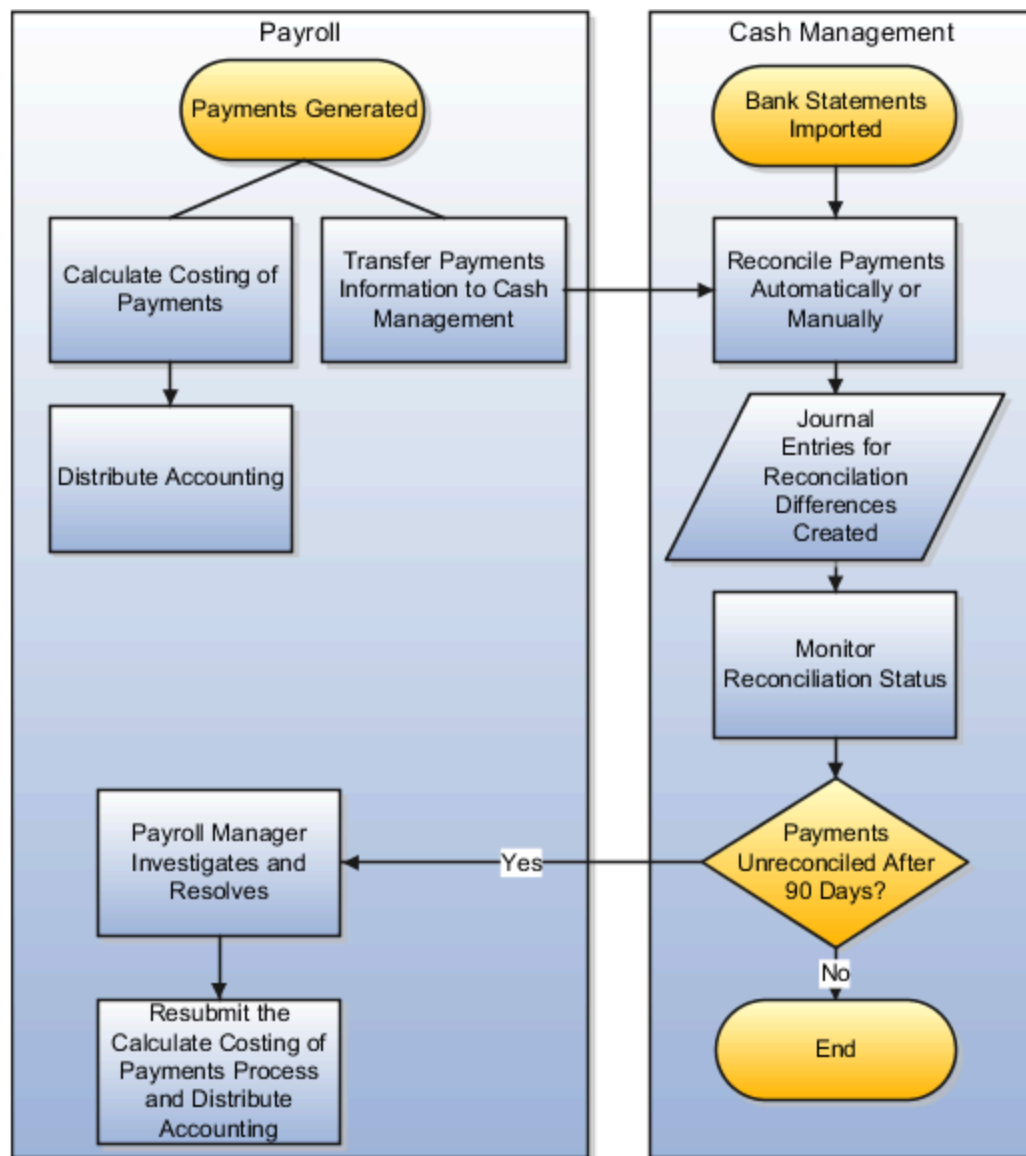 Payroll
Payments Generated
Calculate Costing of
Payments
Transfer Payments
Information to Cash
Management
Distribute Accounting
Payroll Manager
Investigates and
Resolves
Resubmit the
Calculate Costing of
Payments Process
and Distribute
Accounting
Cash Management
Bank Statements
Imported
Reconcile Payments
Automatically or
Manually
Journal
Entries for
Reconcilation
Differences
Created
Monitor
Reconciliation Status
Payments
Unreconciled After
90 Days?
Yes
No
End